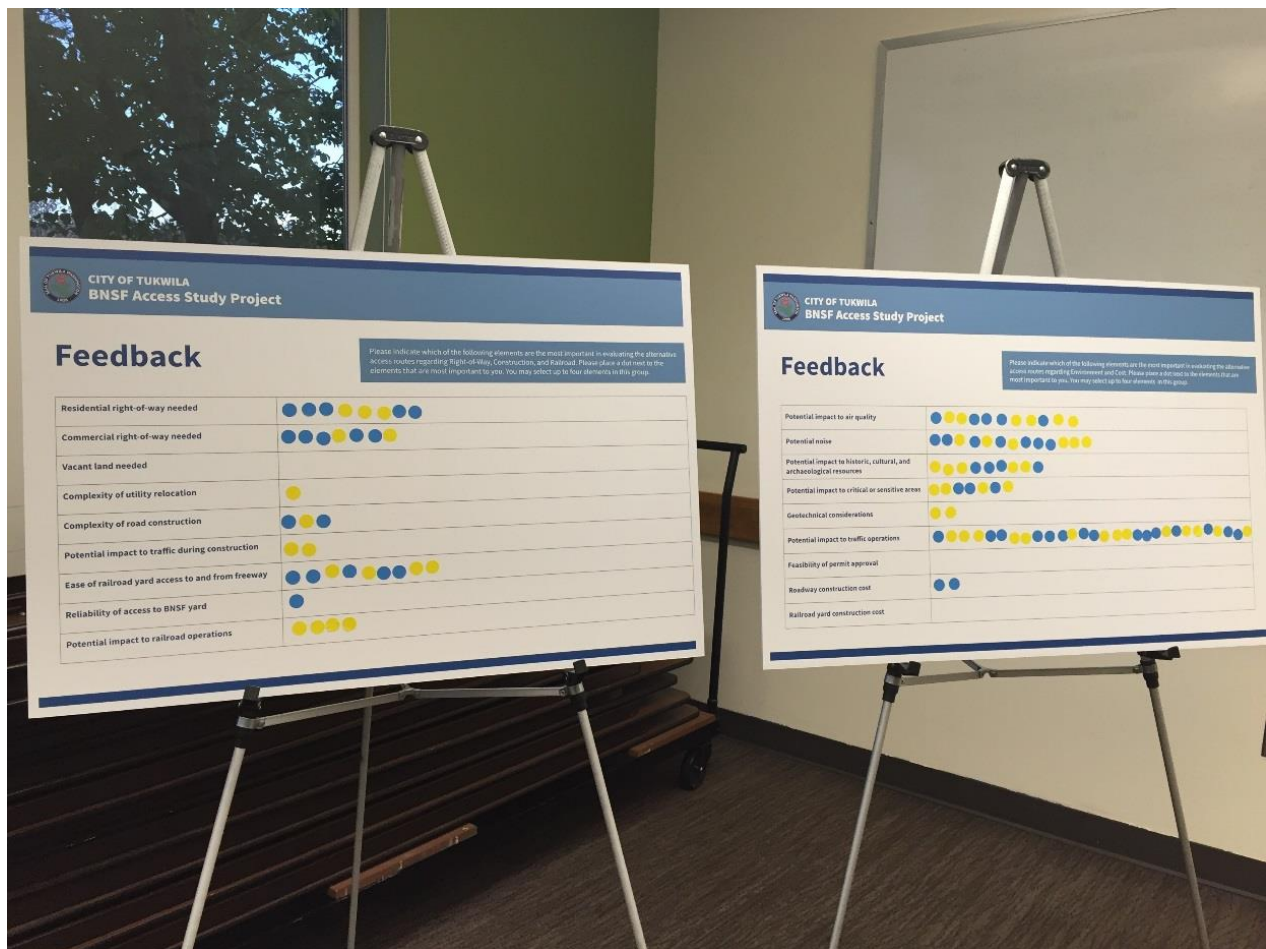 CITY OF TUKWILA
BNSF Access Study Project
Feedback
Please indicate which of the following elements are the most important in evaluating the alternative
access routes regarding Right-of-Way, Construction, and Railroad. Please place a dot next to the
elements that are most important to you. You may select up to four elements in this group.
Residential right-of-way needed
Commercial right-of-way needed
Vacant land needed
Complexity of utility relocation
Complexity of road construction
Potential impact to traffic during construction
Ease of railroad yard access to and from freeway
Reliability of access to BNSF yard
Potential impact to railroad operations
CITY OF TUKWILA
BNSF Access Study Project
Feedback
Please indicate which of the following elements are the most important in evaluating the alternative
access routes regarding Environment and Cost. Please place a dot next to the elements that are
most important to you. You may select up to four elements in this group.
Potential impact to air quality
Potential noise
Potential impact to historic, cultural, and
archaeological resources
Potential impact to critical or sensitive areas
Geotechnical considerations
Potential impact to traffic operations
Feasibility of permit approval
Roadway construction cost
Railroad yard construction cost